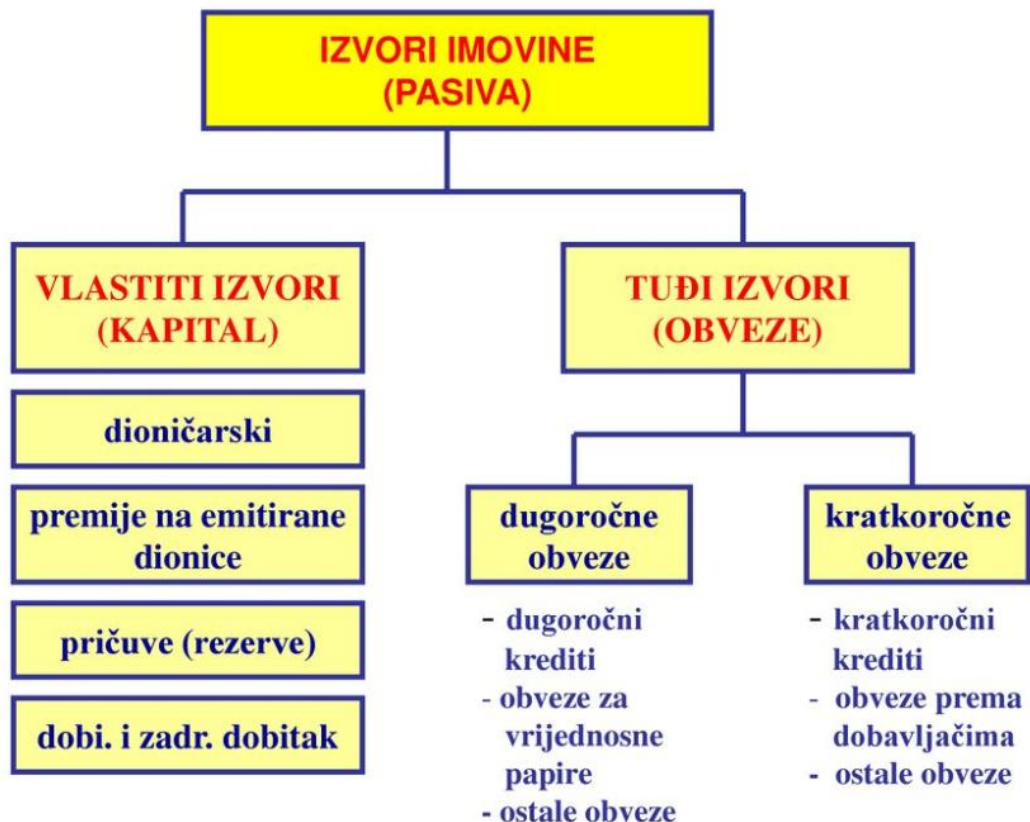 IZVORI IMOVINE
(PASIVA)
VLASTITI IZVORI
(KAPITAL)
dioničarski
premije na emitirane
dionice
pričuve (rezerve)
dobi. i zadr. dobitak
TUĐI IZVORI
(OBVEZE)
dugoročne
obveze
- dugoročni
krediti
- obveze za
vrijednosne
papire
- ostale obveze
kratkoročne
obveze
- kratkoročni
krediti
- obveze prema
dobavljačima
- ostale obveze